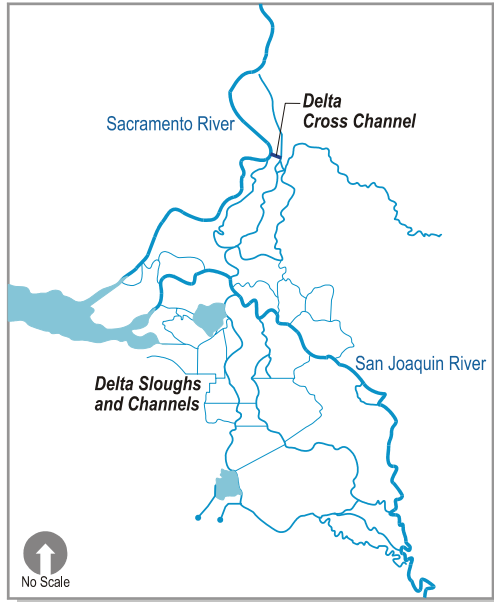 Delta
Cross Channel
Sacramento River
San Joaquin River
Delta Sloughs
and Channels
No Scale